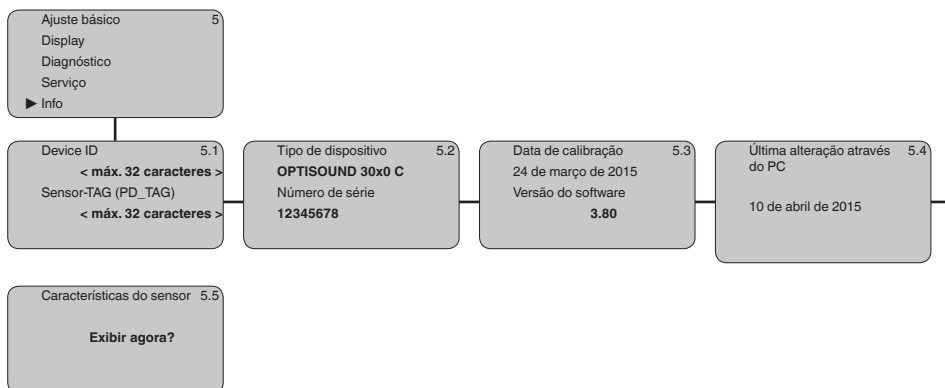 Ajuste básico 5
Display
Diagnóstico
Serviço
▶ Info
Device ID 5.1
< máx. 32 caracteres >
Sensor-TAG (PD_TAG)
< máx. 32 caracteres >
Tipo de dispositivo 5.2
OPTISOUND 30x0 C
Número de série
12345678
Data de calibração 5.3
24 de março de 2015
Versão do software
3.80
Última alteração através 5.4
do PC
10 de abril de 2015
Características do sensor 5.5
Exibir agora?